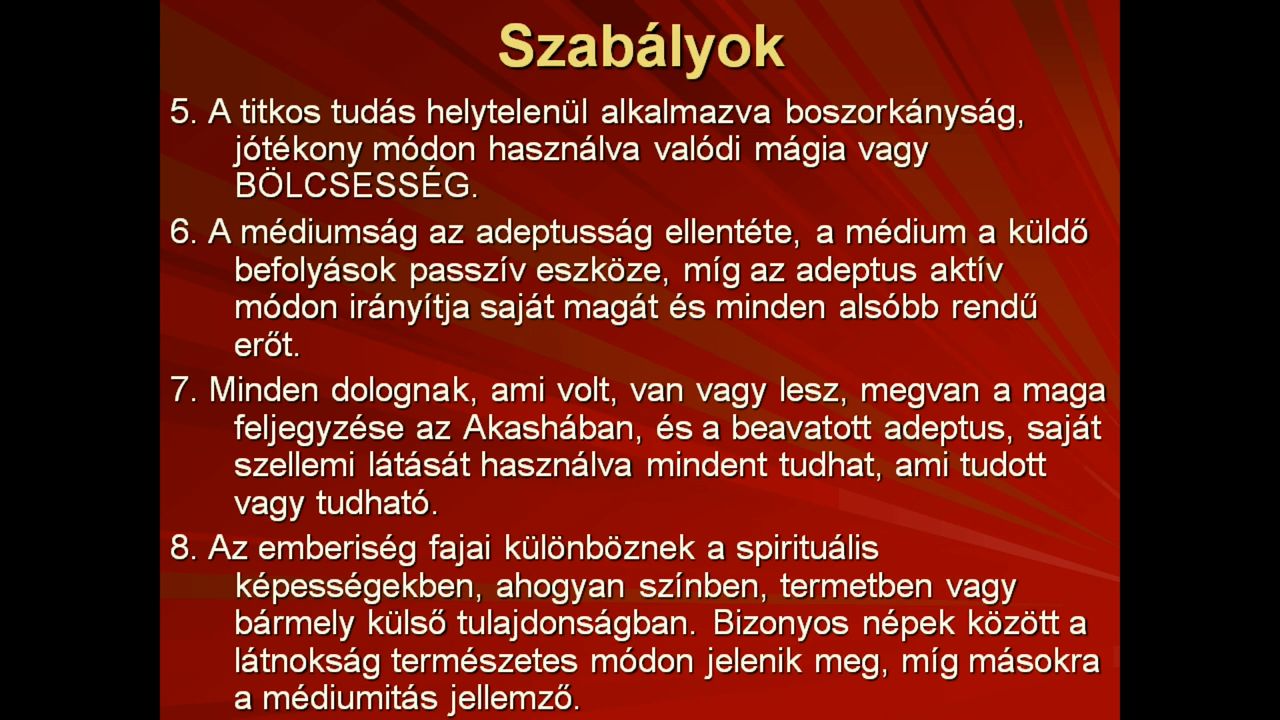 Szabályok
5. A titkos tudás helytelenül alkalmazva boszorkányság,
jótékony módon használva valódi mágia vagy
BÖLCSESSÉG.
6. A médiumság az adeptusság ellentéte, a médium a küldő
befolyások passzív eszköze, míg az adeptus aktív
módon irányítja saját magát és minden alsóbb rendű
erőt.
7. Minden dolognak, ami volt, van vagy lesz, megvan a maga
feljegyzése az Akashában, és a beavatott adeptus, saját
szellemi látását használva mindent tudhat, ami tudott
vagy tudható.
8. Az emberiség fajai különböznek a spirituális
képességekben, ahogyan színben, termetben vagy
bármely külső tulajdonságban. Bizonyos népek között a
látnokság természetes módon jelenik meg, míg másokra
a médiumitás jellemző.